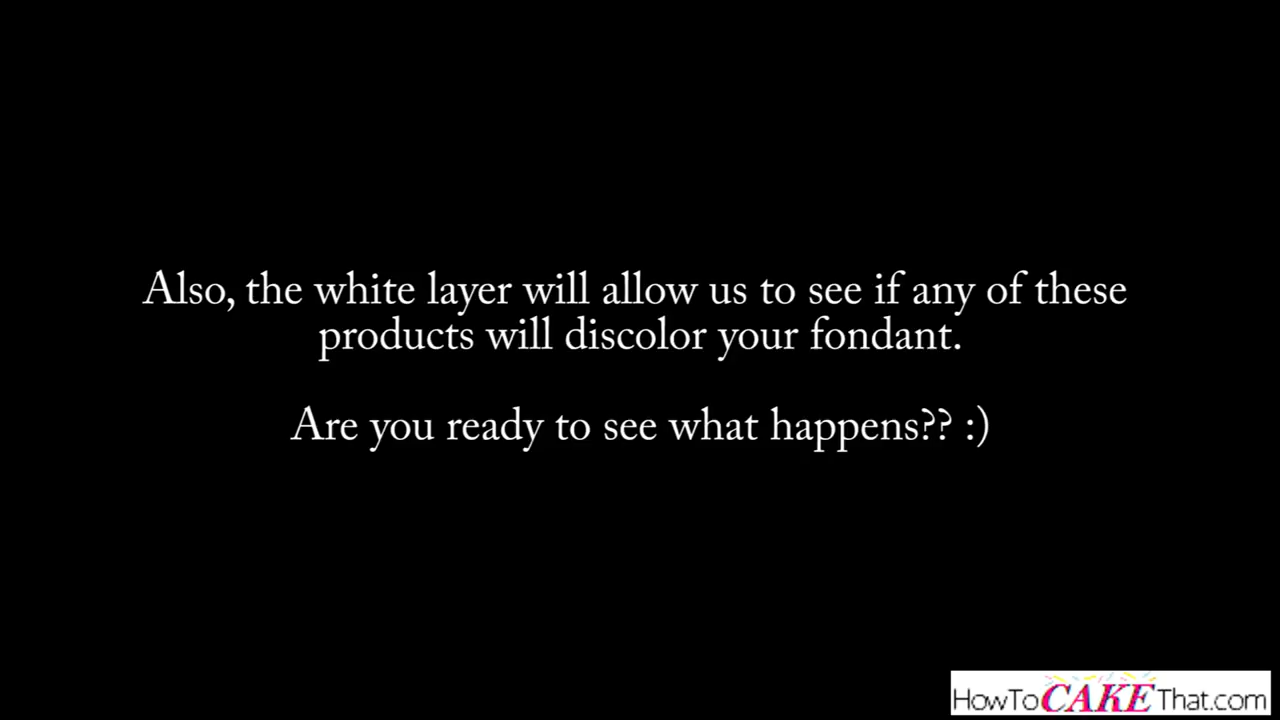 Also, the white layer will allow us to see if any of these
products will discolor your fondant.
Are you ready to see what happens?? :)
HowToCAKEThat.com